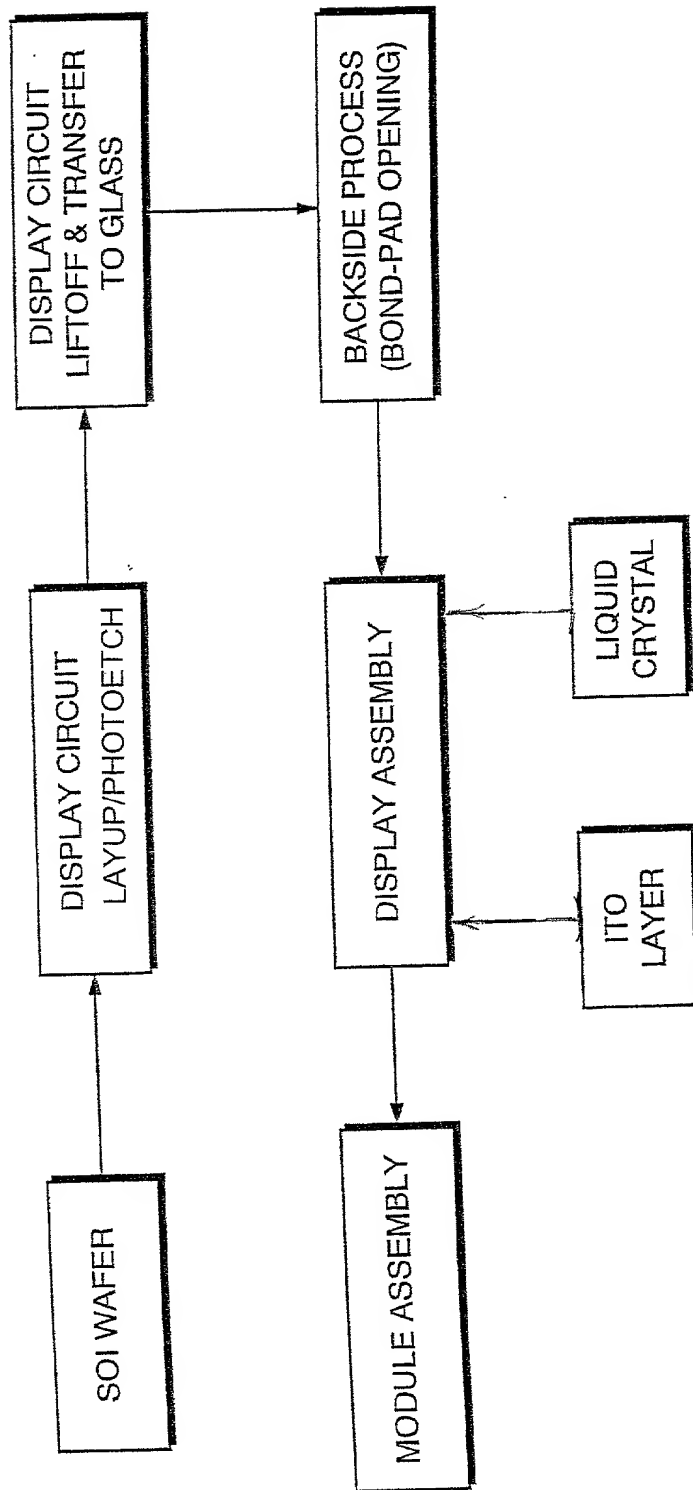 SOI WAFER
DISPLAY CIRCUIT
LAYUP/PHOTOETCH
DISPLAY CIRCUIT
LIFTOFF & TRANSFER
TO GLASS
BACKSIDE PROCESS
(BOND-PAD OPENING)
DISPLAY ASSEMBLY
MODULE ASSEMBLY
ITO
LAYER
LIQUID
CRYSTAL